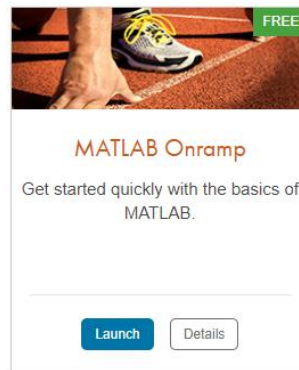 FREE
MATLAB Onramp
Get started quickly with the basics of
MATLAB.
Launch
Details